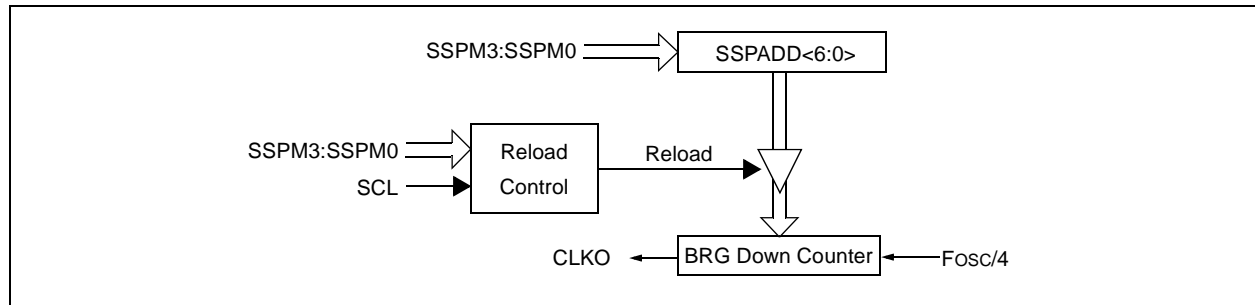 SSPM3:SSPM0
SSPADD<6:0>
SSPM3:SSPM0
SCL
Reload
Control
Reload
CLKO
BRG Down Counter
FOSC/4